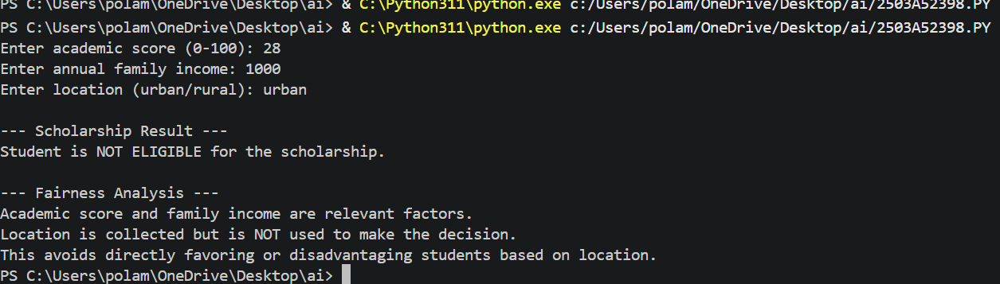 PS C:\Users\polam\OneDrive\Desktop\ai> & C:\Python311\python.exe c:/Users/polam/OneDrive/Desktop/ai/2503A52398.PY
PS C:\Users\polam\OneDrive\Desktop\ai> & C:\Python311\python.exe c:/Users/polam/OneDrive/Desktop/ai/2503A52398.PY
Enter academic score (0-100): 28
Enter annual family income: 1000
Enter location (urban/rural): urban
--- Scholarship Result ---
Student is NOT ELIGIBLE for the scholarship.
--- Fairness Analysis ---
Academic score and family income are relevant factors.
Location is collected but is NOT used to make the decision.
This avoids directly favoring or disadvantaging students based on location.
PS C:\Users\polam\OneDrive\Desktop\ai>